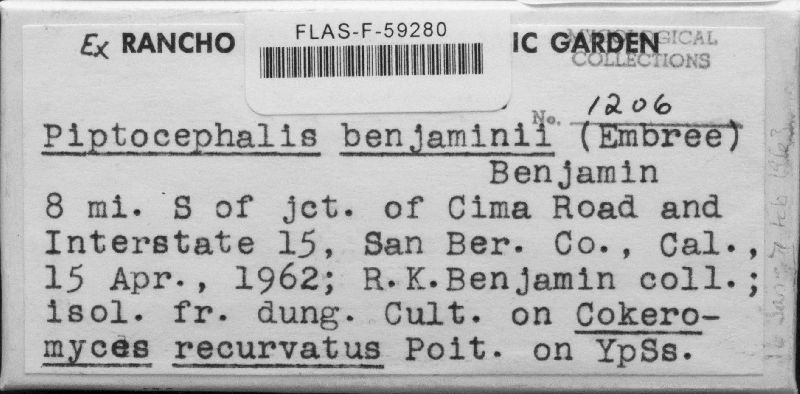 FLAS-F-59280
Ex RANCHO IC GARDEN
MYCOLOGICAL
COLLECTIONS
No. 1206
Piptocephalis benjaminii (Embree)
Benjamin
8 mi. S of jct. of Cima Road and
Interstate 15, San Ber. Co., Cal.,
15 Apr., 1962; R.K.Benjamin coll.;
isol. fr. dung. Cult. on Cokero-
myces recurvatus Poit. on YpSs.